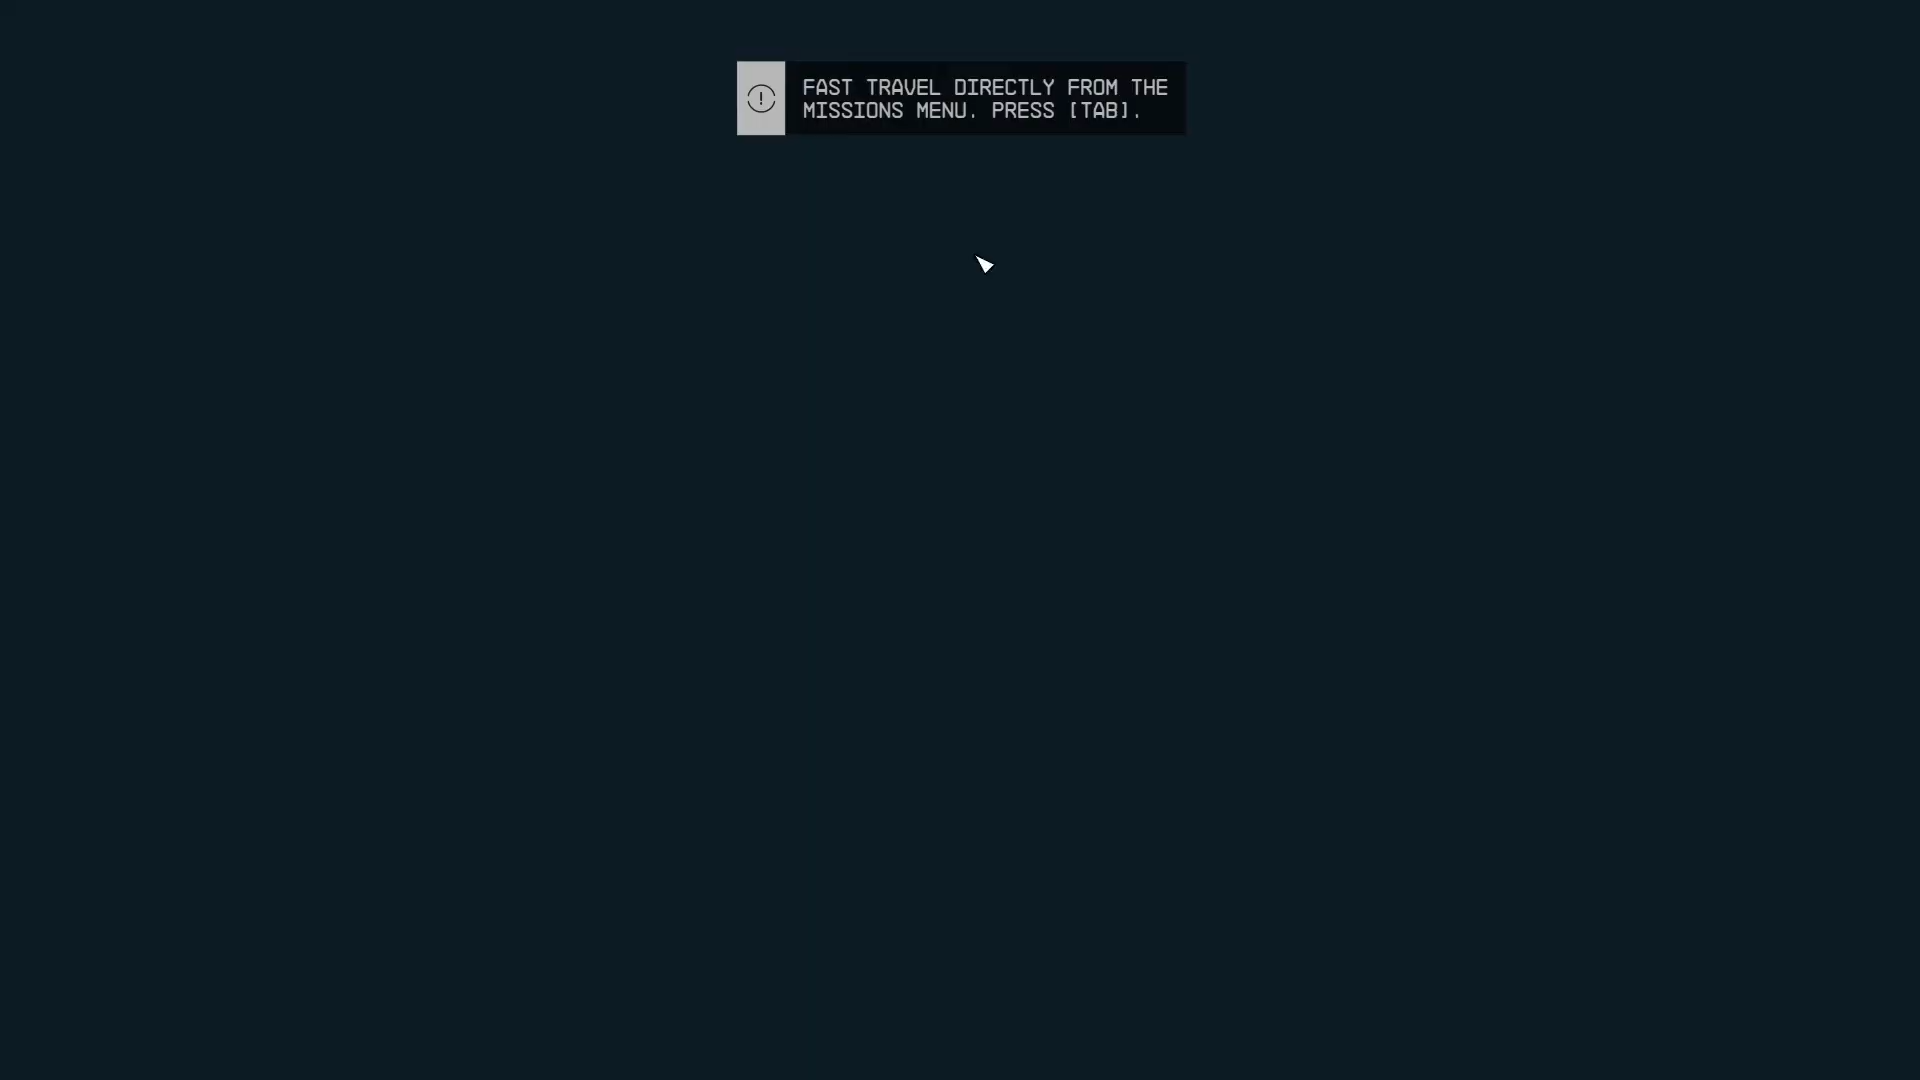 FAST TRAVEL DIRECTLY FROM THE
MISSIONS MENU. PRESS [TAB].